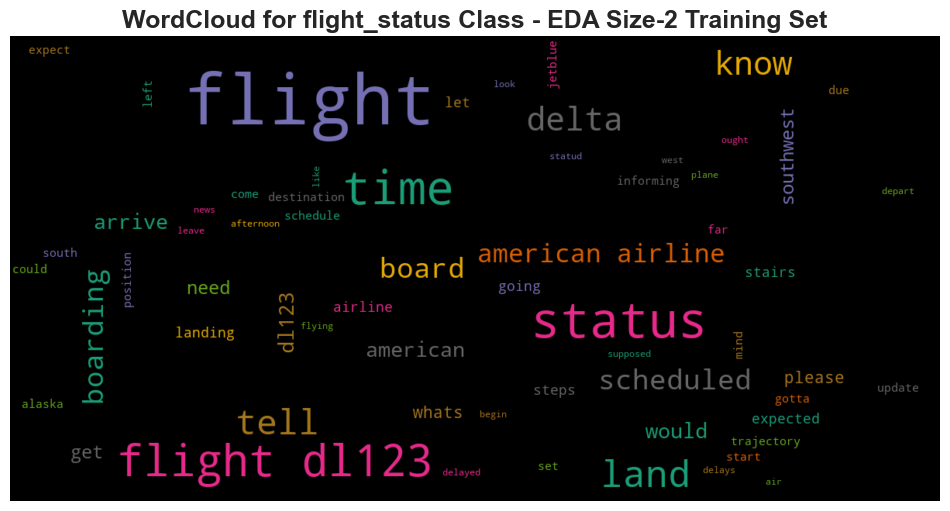 WordCloud for flight_status Class - EDA Size-2 Training Set
expect
left
flight
let
look
jetblue
know
due
delta
southwest
ought
statud
west
plane
informing
depart
like
time
come
destination
schedule
news
afternoon
leave
arrive
far
south
could
position
board
american airline
stairs
boarding
need
going
dl123
airline
flying
landing
status
american
supposed
mind
scheduled
please
steps
update
gotta
alaska
whats
begin
expected
tell
would
trajectory
get
flight dl123
delayed
set
land
start
delays
air